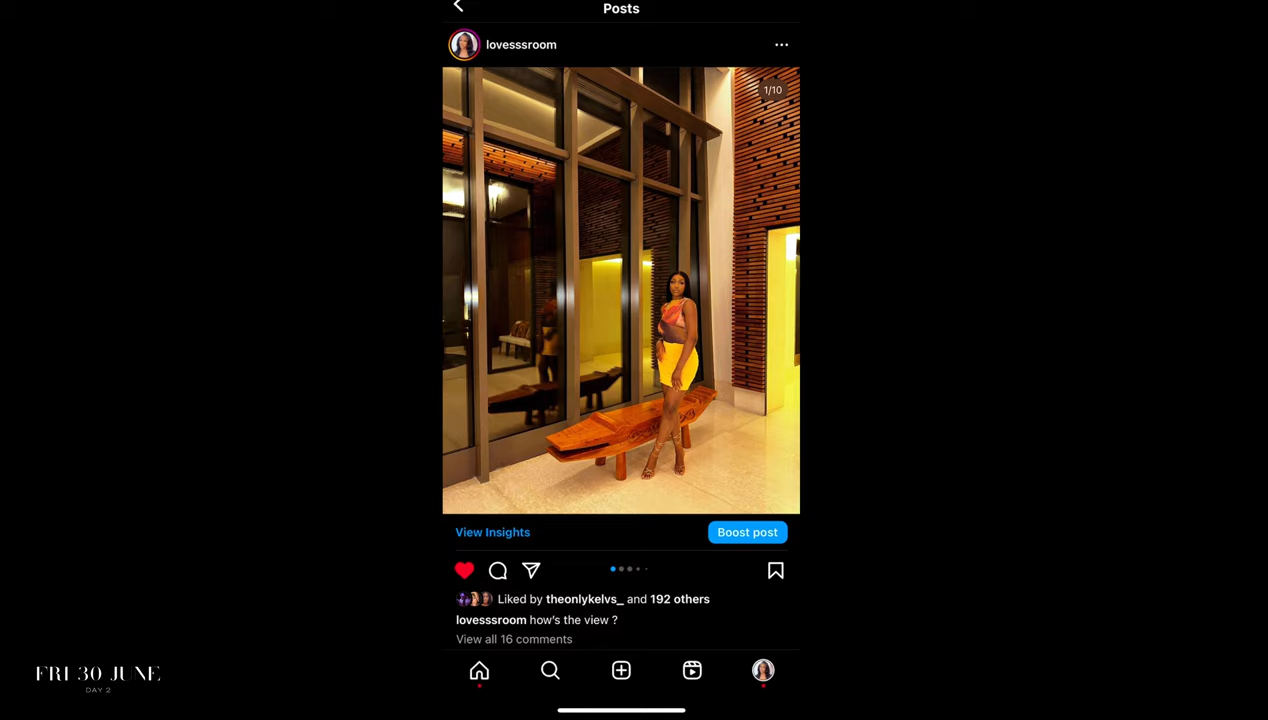 Posts
lovesssroom
1/10
View Insights
Boost post
Liked by theonlykelvs_ and 192 others
lovesssroom how's the view ?
View all 16 comments
FRI 30 JUNE
DAY 2